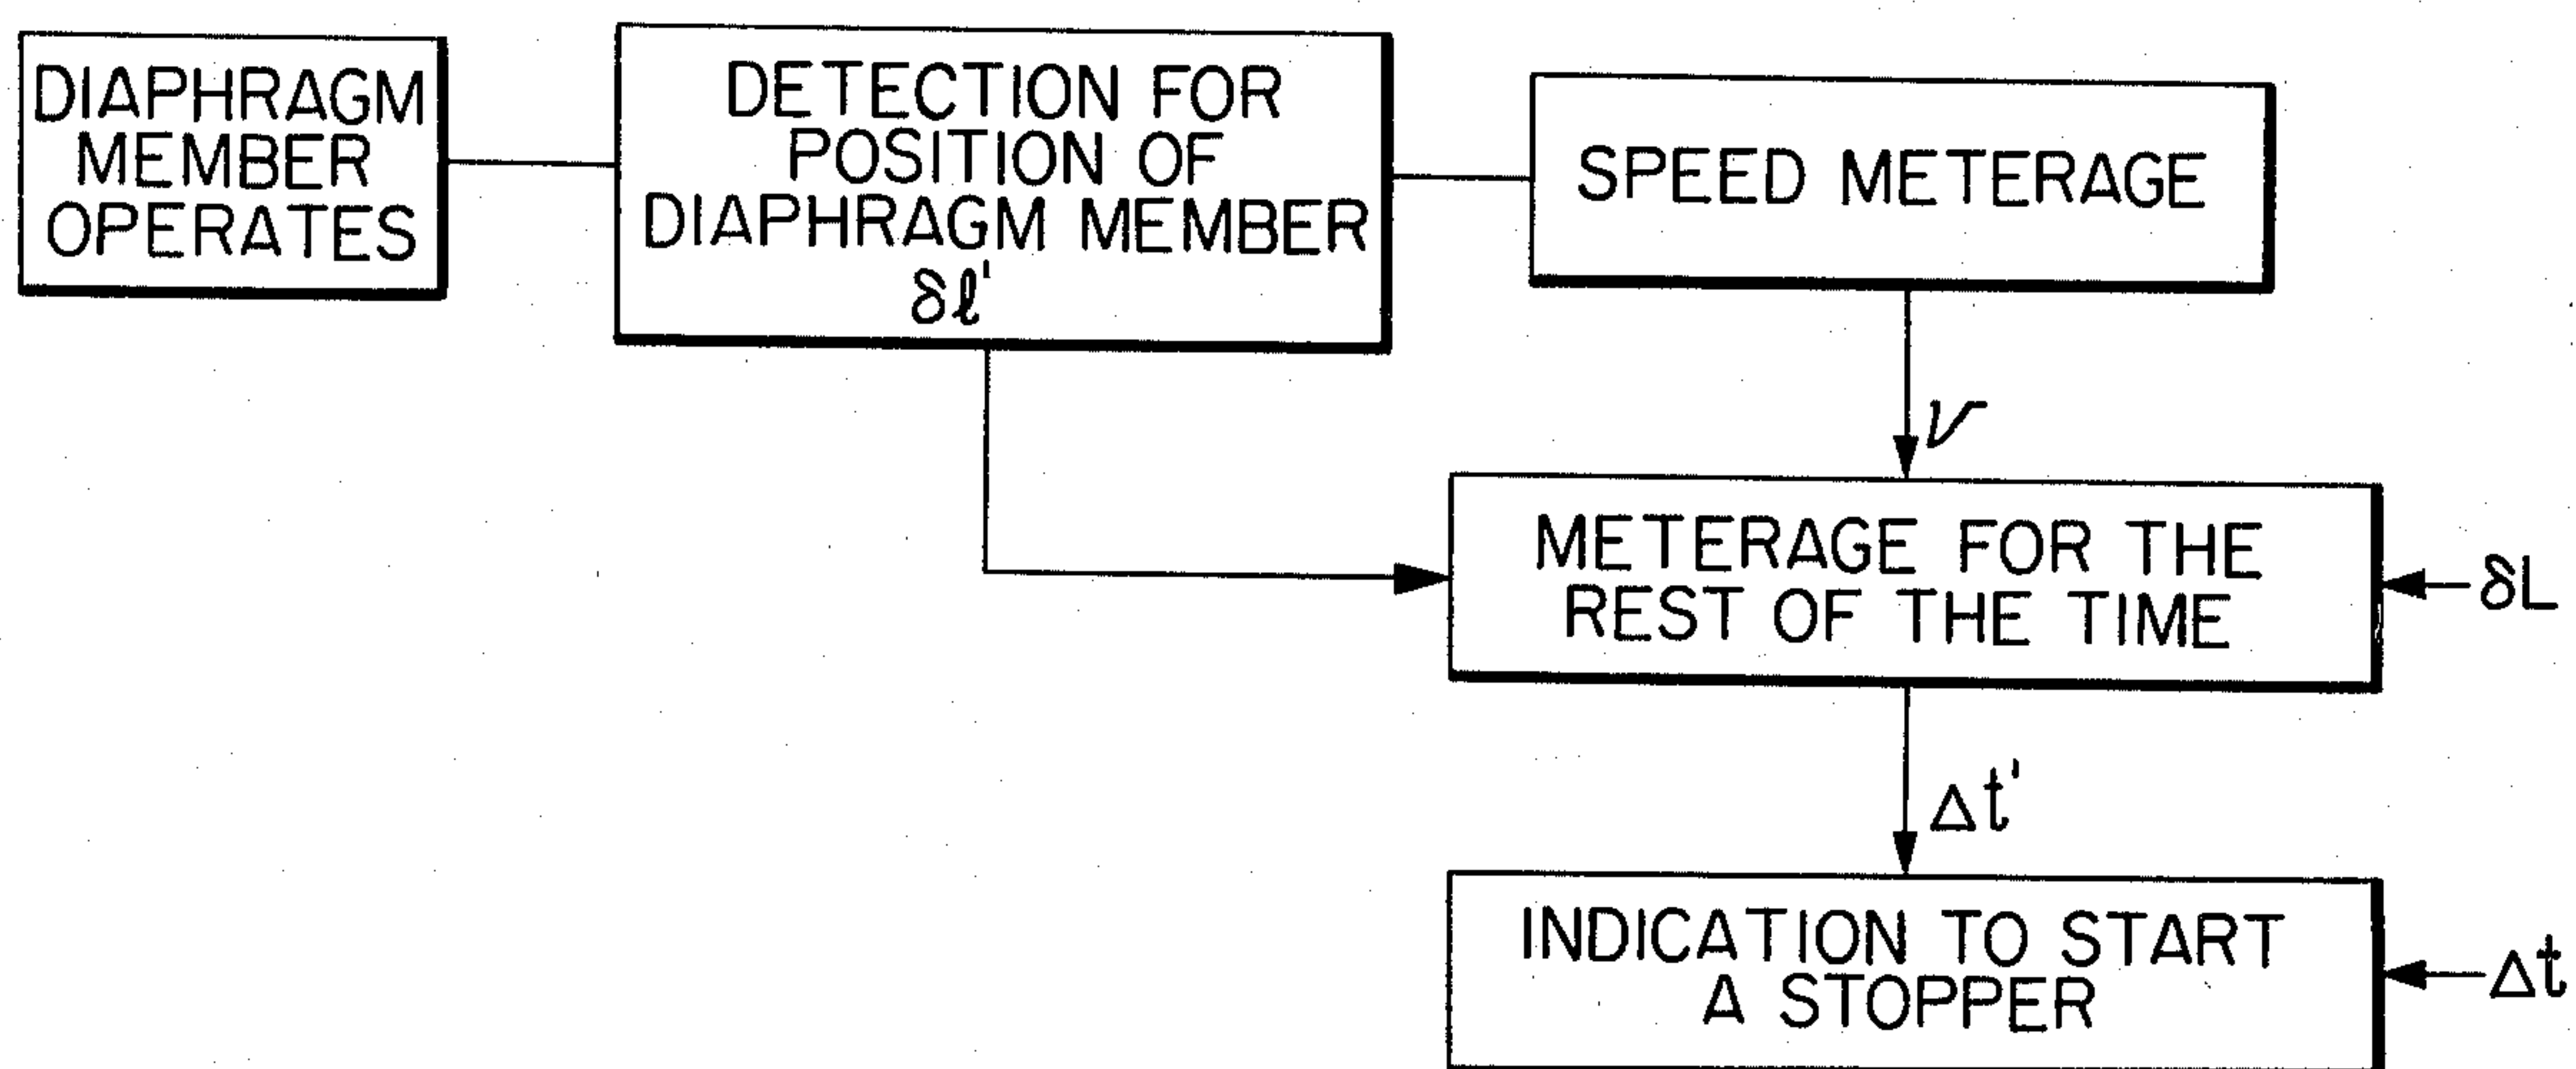 DIAPHRAGM
MEMBER
OPERATES
DETECTION FOR
POSITION OF
DIAPHRAGM MEMBER
δℓ'
SPEED METERAGE
V
METERAGE FOR THE
REST OF THE TIME
δL
Δt'
INDICATION TO START
A STOPPER
Δt